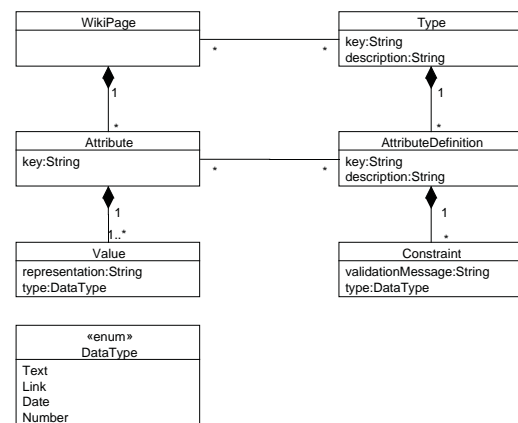 WikiPage
Type
key:String
description:String
*
*
1
1
*
*
Attribute
key:String
AttributeDefinition
key:String
description:String
*
*
1
1
1..*
*
Value
representation:String
type:DataType
Constraint
validationMessage:String
type:DataType
«enum»
DataType
Text
Link
Date
Number